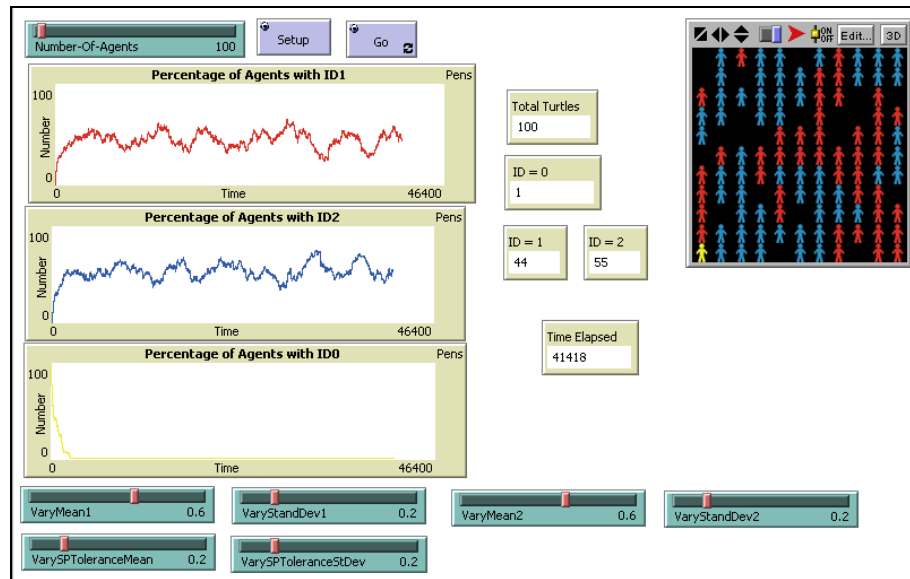 Number-Of-Agents 100
Setup
Go
ON
OFF
Edit...
3D
Percentage of Agents with ID1
Pens
100
Number
0
0
Time
46400
Percentage of Agents with ID2
Pens
100
Number
0
0
Time
46400
Percentage of Agents with ID0
Pens
100
Number
0
0
Time
46400
Total Turtles
100
ID = 0
1
ID = 1
44
ID = 2
55
Time Elapsed
41418
VaryMean1 0.6
VaryStandDev1 0.2
VaryMean2 0.6
VaryStandDev2 0.2
VarySPToleranceMean 0.2
VarySPToleranceStDev 0.2